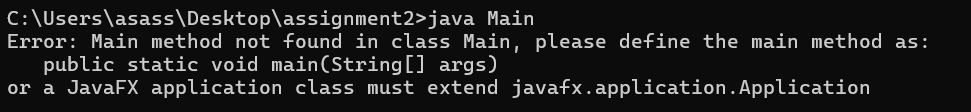 C:\Users\asass\Desktop\assignment2>java Main
Error: Main method not found in class Main, please define the main method as:
   public static void main(String[] args)
or a JavaFX application class must extend javafx.application.Application